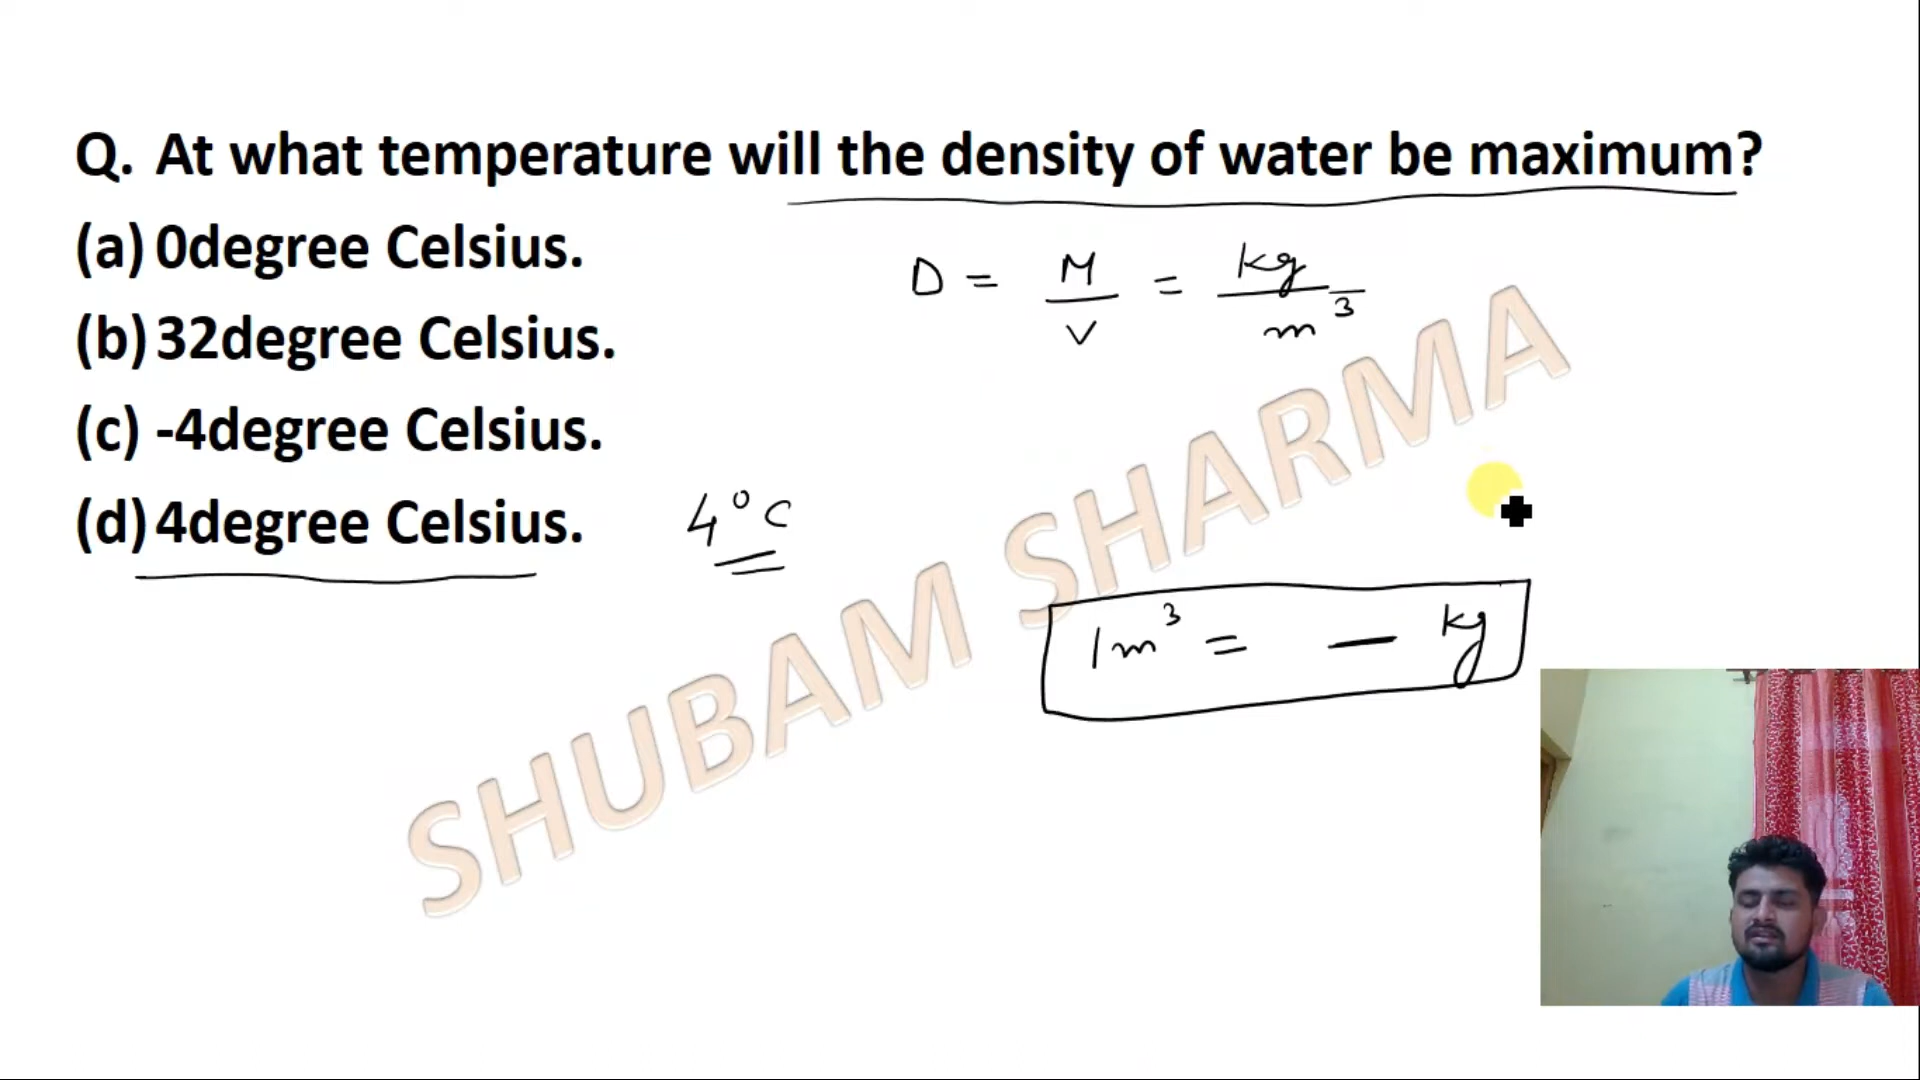 Q. At what temperature will the density of water be maximum?
(a) 0degree Celsius.
(b) 32degree Celsius.
(c) -4degree Celsius.
(d) 4degree Celsius.
D = M/V = kg/m³
4°C
1m³ = — kg
SHUBAM SHARMA